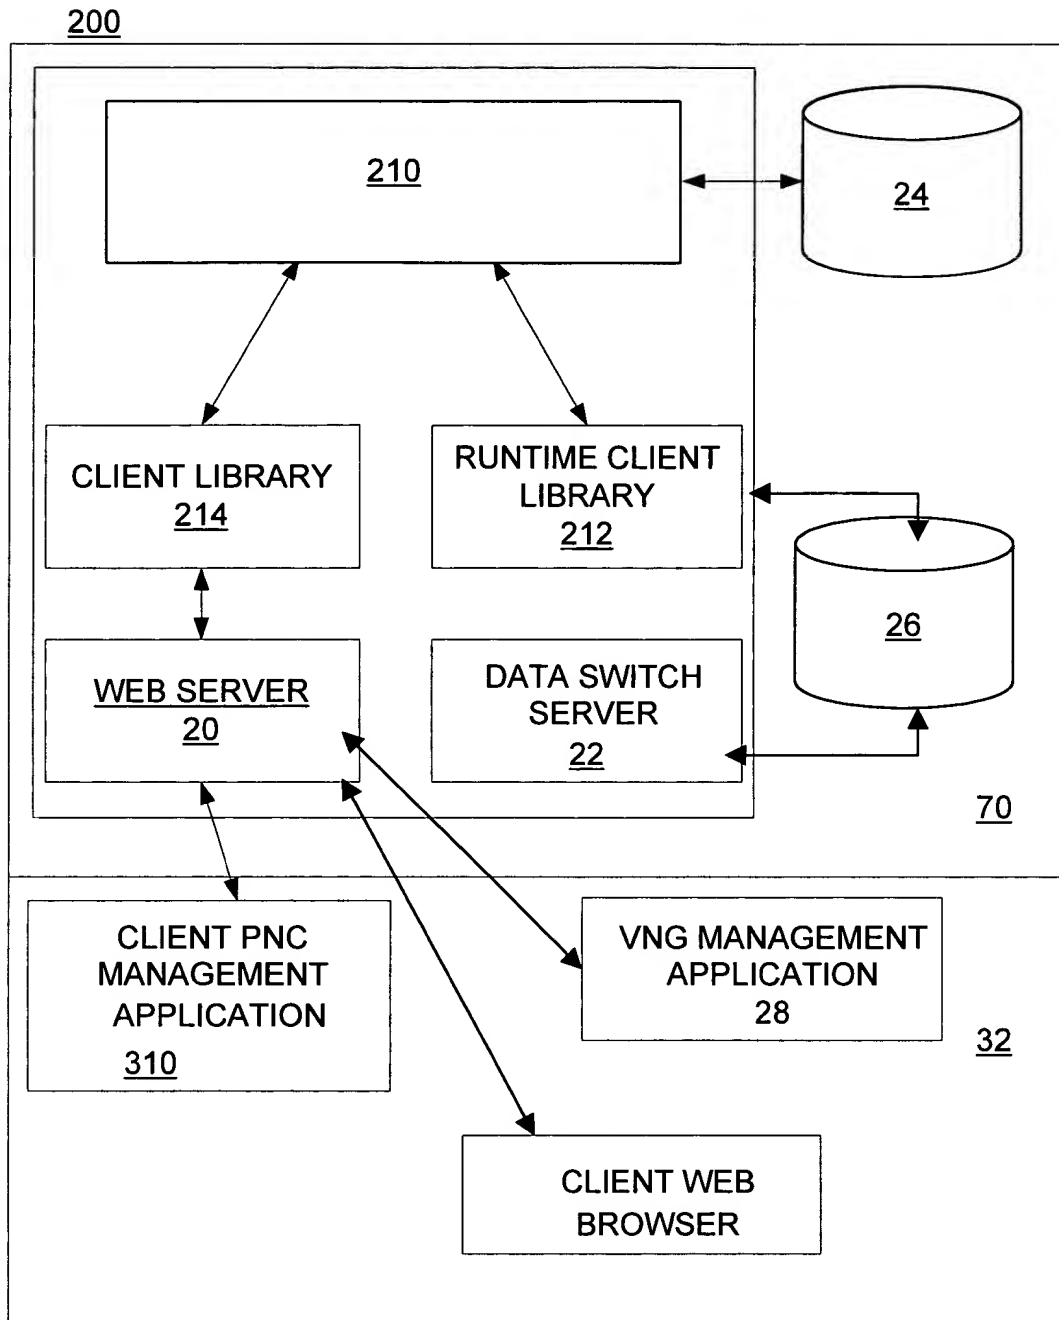 200
210
24
CLIENT LIBRARY
214
RUNTIME CLIENT
LIBRARY
212
26
WEB SERVER
20
DATA SWITCH
SERVER
22
70
CLIENT PNC
MANAGEMENT
APPLICATION
310
VNG MANAGEMENT
APPLICATION
28
32
CLIENT WEB
BROWSER